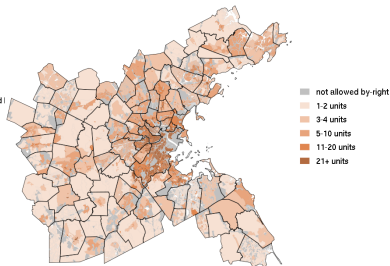 not allowed by-right
1-2 units
3-4 units
5-10 units
11-20 units
21+ units